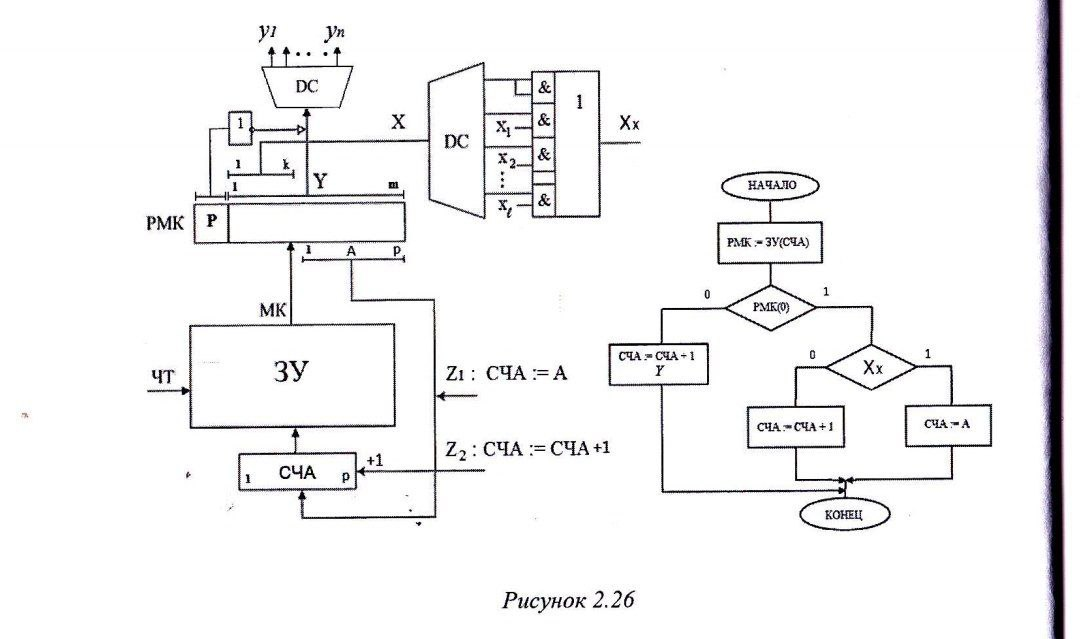 y1 yn
DC
1
X
DC
&
&
&
&
1
X1
X2
Xℓ
Xx
1 k
1 Y m
РМК
P
1 A p
МК
ЗУ
ЧТ
Z1 : СЧА := A
Z2 : СЧА := СЧА +1
+1
1 СЧА p
НАЧАЛО
РМК := ЗУ(СЧА)
0 РМК(0) 1
СЧА := СЧА + 1
Y
0 Xx 1
СЧА := СЧА + 1
СЧА := A
КОНЕЦ
Рисунок 2.26